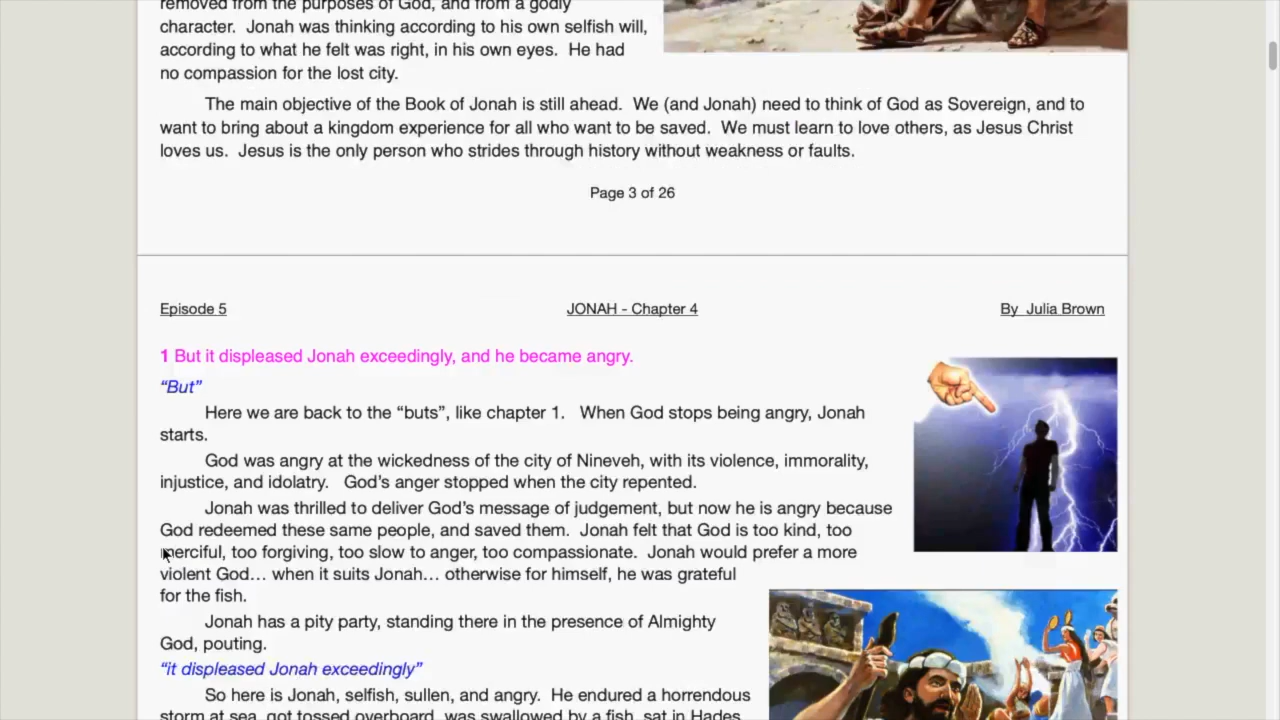 removed from the purposes of God, and from a godly
character. Jonah was thinking according to his own selfish will,
according to what he felt was right, in his own eyes. He had
no compassion for the lost city.
The main objective of the Book of Jonah is still ahead. We (and Jonah) need to think of God as Sovereign, and to
want to bring about a kingdom experience for all who want to be saved. We must learn to love others, as Jesus Christ
loves us. Jesus is the only person who strides through history without weakness or faults.
Page 3 of 26
Episode 5 JONAH - Chapter 4 By Julia Brown
1 But it displeased Jonah exceedingly, and he became angry.
“But”
Here we are back to the “buts”, like chapter 1. When God stops being angry, Jonah
starts.
God was angry at the wickedness of the city of Nineveh, with its violence, immorality,
injustice, and idolatry. God’s anger stopped when the city repented.
Jonah was thrilled to deliver God’s message of judgement, but now he is angry because
God redeemed these same people, and saved them. Jonah felt that God is too kind, too
merciful, too forgiving, too slow to anger, too compassionate. Jonah would prefer a more
violent God… when it suits Jonah… otherwise for himself, he was grateful
for the fish.
Jonah has a pity party, standing there in the presence of Almighty
God, pouting.
“it displeased Jonah exceedingly”
So here is Jonah, selfish, sullen, and angry. He endured a horrendous
storm at sea, got tossed overboard, was swallowed by a fish, sat in Hades